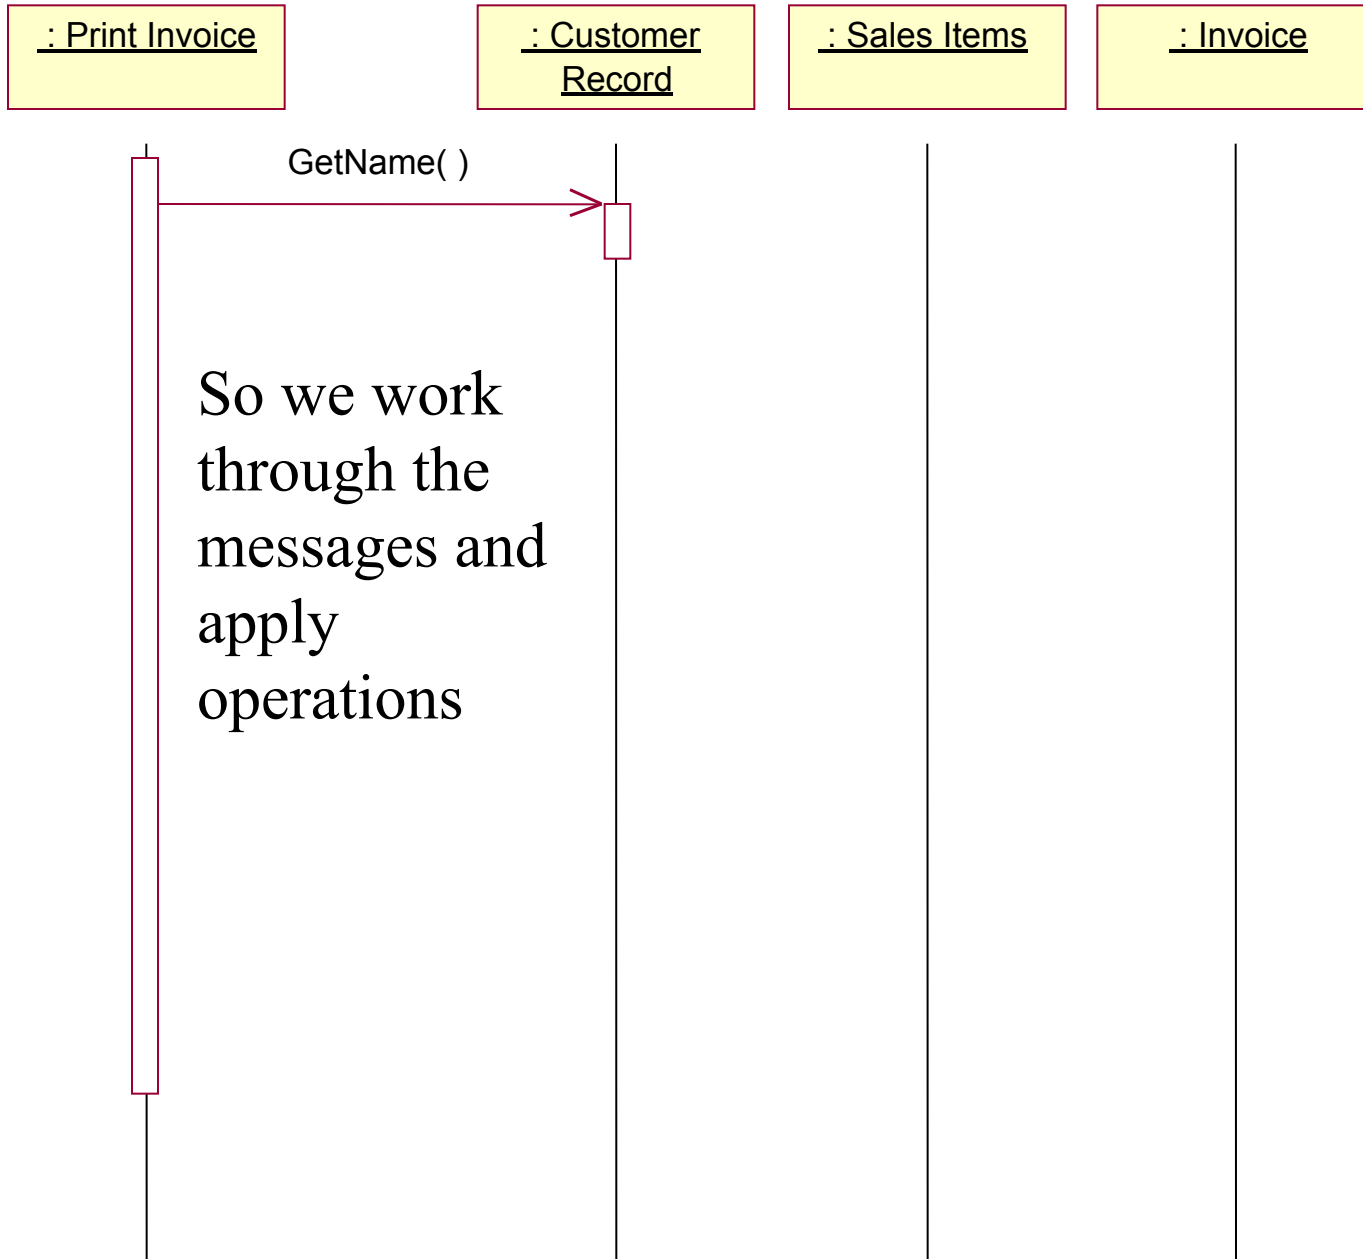 : Print Invoice
: Customer
Record
: Sales Items
: Invoice
GetName( )
So we work
through the
messages and
apply
operations